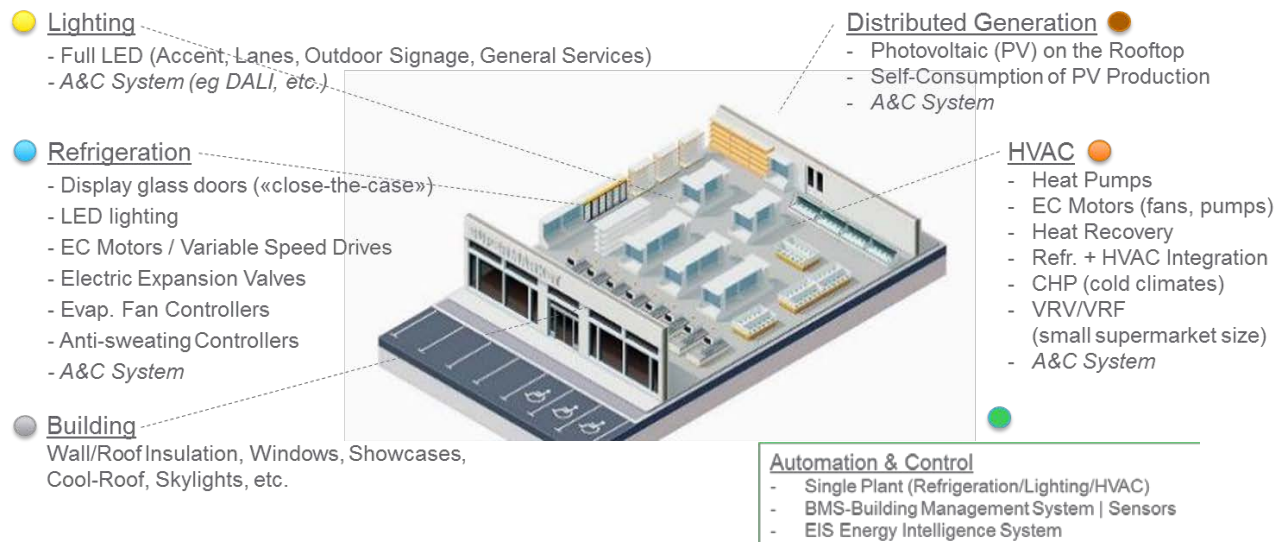 Lighting
- Full LED (Accent, Lanes, Outdoor Signage, General Services)
- A&C System (eg DALI, etc.)
Refrigeration
- Display glass doors («close-the-case»)
- LED lighting
- EC Motors / Variable Speed Drives
- Electric Expansion Valves
- Evap. Fan Controllers
- Anti-sweating Controllers
- A&C System
Building
Wall/Roof Insulation, Windows, Showcases,
Cool-Roof, Skylights, etc.
Distributed Generation
- Photovoltaic (PV) on the Rooftop
- Self-Consumption of PV Production
- A&C System
HVAC
- Heat Pumps
- EC Motors (fans, pumps)
- Heat Recovery
- Refr. + HVAC Integration
- CHP (cold climates)
- VRV/VRF
(small supermarket size)
- A&C System
Automation & Control
- Single Plant (Refrigeration/Lighting/HVAC)
- BMS-Building Management System | Sensors
- EIS Energy Intelligence System